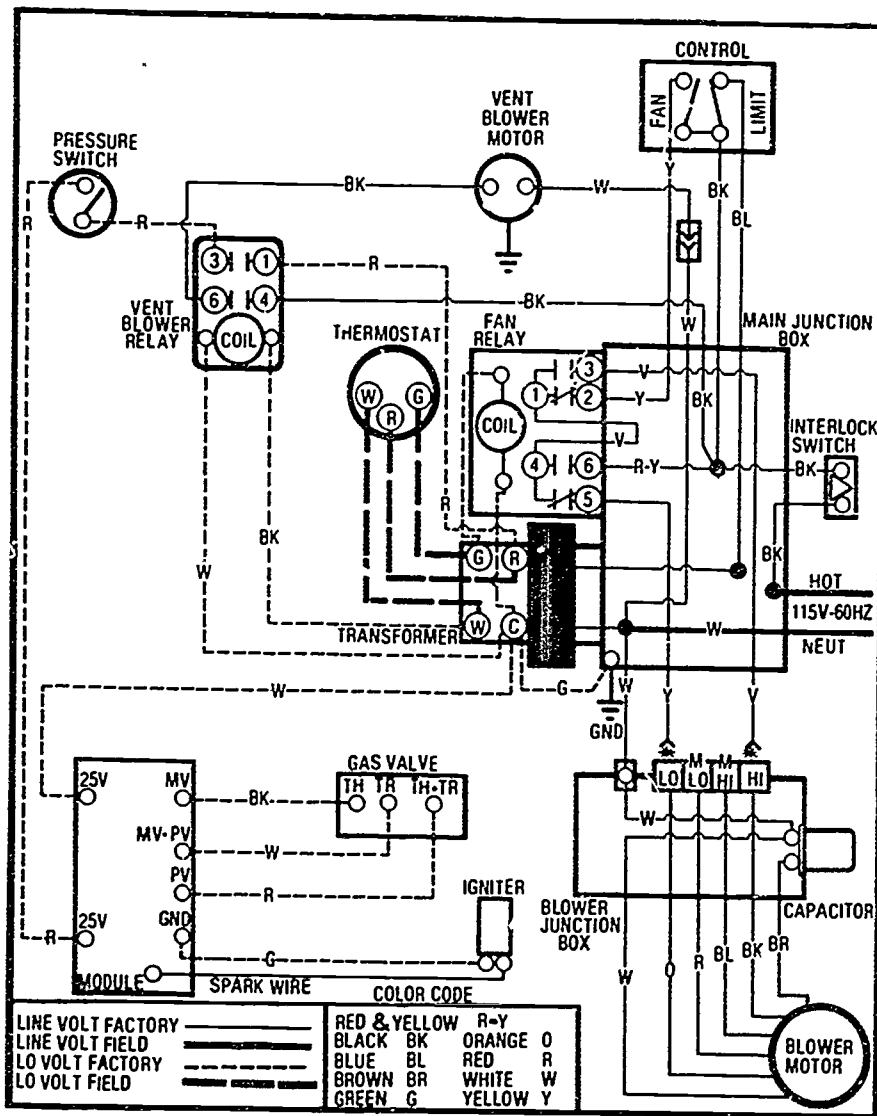 CONTROL
FAN
LIMIT
VENT
BLOWER
MOTOR
PRESSURE
SWITCH
BK
W
Y
BK
BL
R
R
3
1
R
6
4
BK
VENT
BLOWER
RELAY
COIL
W
THERMOSTAT
W
R
G
FAN
RELAY
MAIN JUNCTION
BOX
3
V
1
2
Y
BK
COIL
V
INTERLOCK
SWITCH
4
6
R-Y
BK
5
R
W
BK
BK
G
R
HOT
115V-60HZ
W
C
TRANSFORMER
W
NEUT
W
G
GND
W
Y
V
GAS VALVE
25V
MV
BK
TH
TR
TH-TR
LO
M
LO
M
HI
HI
MV-PV
W
W
PV
R
IGNITER
GND
BLOWER
JUNCTION
BOX
CAPACITOR
25V
R
G
W
O
R
BL
BK
BR
MODULE
SPARK WIRE
COLOR CODE
BLOWER
MOTOR
LINE VOLT FACTORY
LINE VOLT FIELD
LO VOLT FACTORY
LO VOLT FIELD
RED & YELLOW R-Y
BLACK BK ORANGE O
BLUE BL RED R
BROWN BR WHITE W
GREEN G YELLOW Y